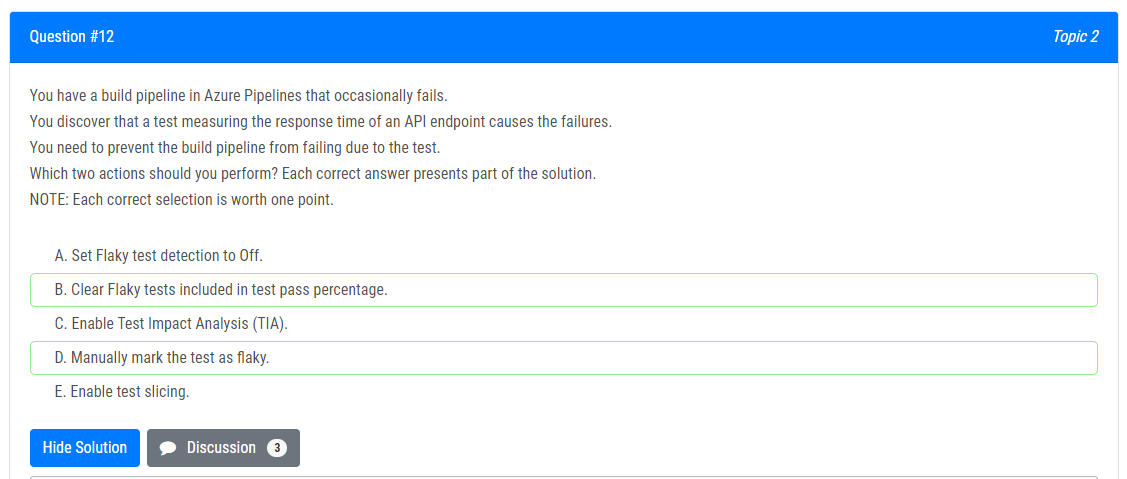 Question #12
Topic 2
You have a build pipeline in Azure Pipelines that occasionally fails.
You discover that a test measuring the response time of an API endpoint causes the failures.
You need to prevent the build pipeline from failing due to the test.
Which two actions should you perform? Each correct answer presents part of the solution.
NOTE: Each correct selection is worth one point.
A. Set Flaky test detection to Off.
B. Clear Flaky tests included in test pass percentage.
C. Enable Test Impact Analysis (TIA).
D. Manually mark the test as flaky.
E. Enable test slicing.
Hide Solution
Discussion 3